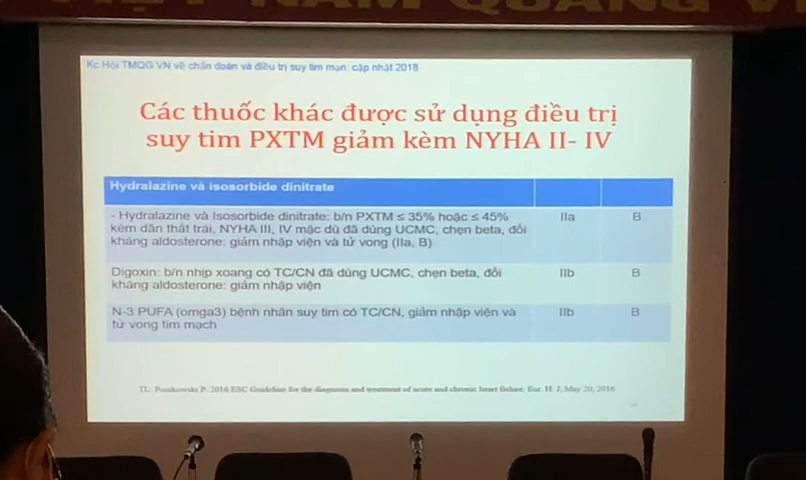 VIỆT NAM QUANG V
Kc Hội TMQG VN về chẩn đoán và điều trị suy tim mạn: cập nhật 2018
Các thuốc khác được sử dụng điều trị
suy tim PXTM giảm kèm NYHA II- IV
Hydralazine và isosorbide dinitrate
- Hydralazine và Isosorbide dinitrate: b/n PXTM ≤ 35% hoặc ≤ 45% IIa B
kèm dãn thất trái, NYHA III, IV mặc dù đã dùng UCMC, chẹn beta, đối
kháng aldosterone: giảm nhập viện và tử vong (IIa, B)
Digoxin: b/n nhịp xoang có TC/CN đã dùng UCMC, chẹn beta, đối IIb B
kháng aldosterone: giảm nhập viện
N-3 PUFA (omga3) bệnh nhân suy tim có TC/CN, giảm nhập viện và IIb B
tử vong tim mạch
TL: Ponikowski P. 2016 ESC Guideline for the diagnosis and treatment of acute and chronic heart failure. Eur. H. J, May 20, 2016